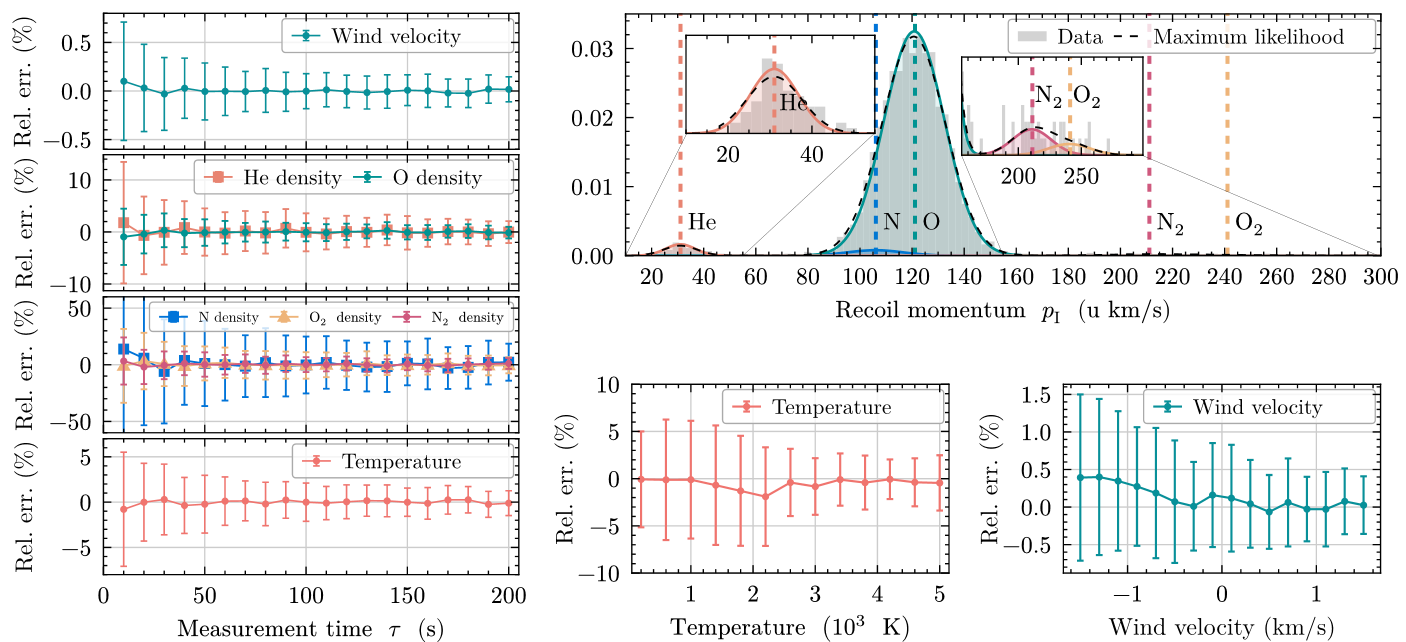 Rel. err. (%)
0.5
0.0
−0.5
Wind velocity
Rel. err. (%)
10
0
−10
He density
O density
Rel. err. (%)
50
0
−50
N density
O₂ density
N₂ density
Rel. err. (%)
5
0
−5
Temperature
0 50 100 150 200
Measurement time τ (s)
0.03
0.02
0.01
0.00
Data
Maximum likelihood
He
20 40
N₂ O₂
200 250
He
N
O
N₂
O₂
20 40 60 80 100 120 140 160 180 200 220 240 260 280 300
Recoil momentum p_I (u km/s)
Rel. err. (%)
10
5
0
−5
−10
Temperature
1 2 3 4 5
Temperature (10³ K)
Rel. err. (%)
1.5
1.0
0.5
0.0
−0.5
Wind velocity
−1 0 1
Wind velocity (km/s)